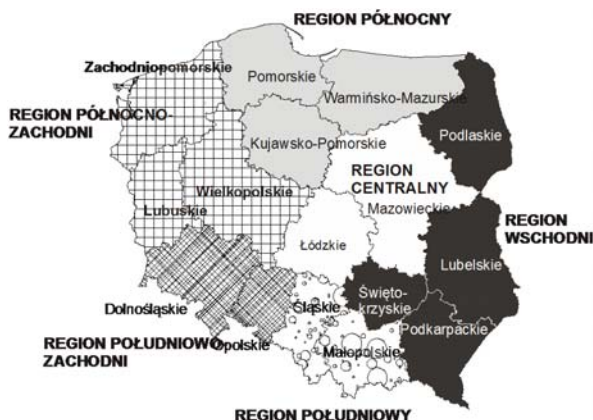 REGION PÓŁNOCNY
Zachodniopomorskie
Pomorskie
Warmińsko-Mazurskie
REGION PÓŁNOCNO-
ZACHODNI
Podlaskie
Kujawsko-Pomorskie
REGION
CENTRALNY
Wielkopolskie
Mazowieckie
Lubuskie
REGION
WSCHODNI
Łódzkie
Lubelskie
Dolnośląskie
Śląskie
Święto-
krzyskie
Podkarpackie
REGION POŁUDNIOWO
ZACHODNI
Opolskie
Małopolskie
REGION POŁUDNIOWY